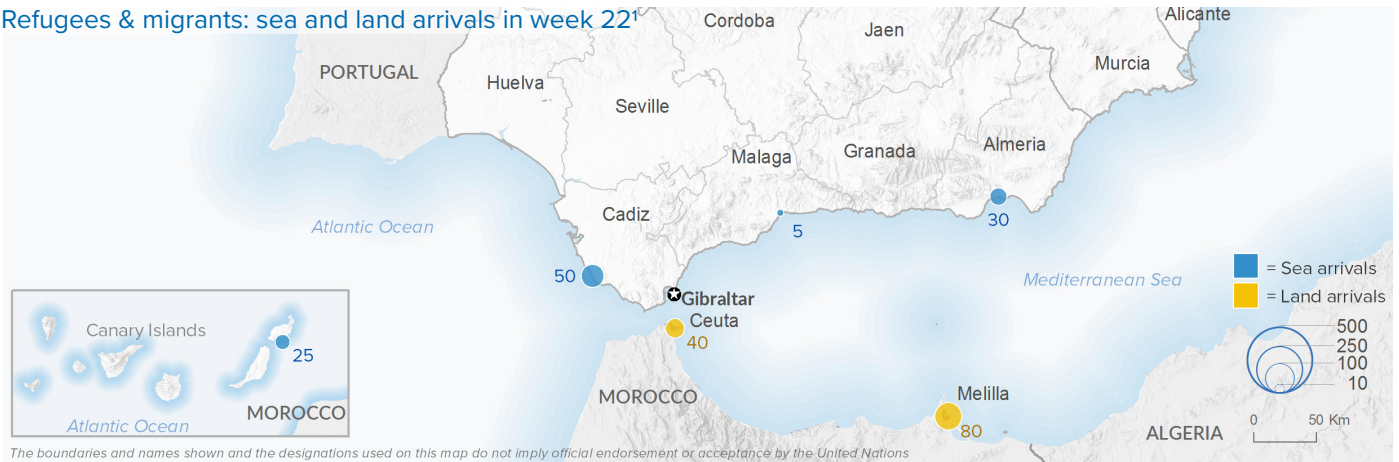 Refugees & migrants: sea and land arrivals in week 22¹
Cordoba
Alicante
Jaen
PORTUGAL
Huelva
Murcia
Seville
Almeria
Malaga
Granada
Cadiz
Atlantic Ocean
5
30
50
Mediterranean Sea
= Sea arrivals
= Land arrivals
Gibraltar
Ceuta
40
Canary Islands
25
500
250
100
10
MOROCCO
Melilla
80
MOROCCO
Atlantic Ocean
0 50 Km
ALGERIA
The boundaries and names shown and the designations used on this map do not imply official endorsement or acceptance by the United Nations